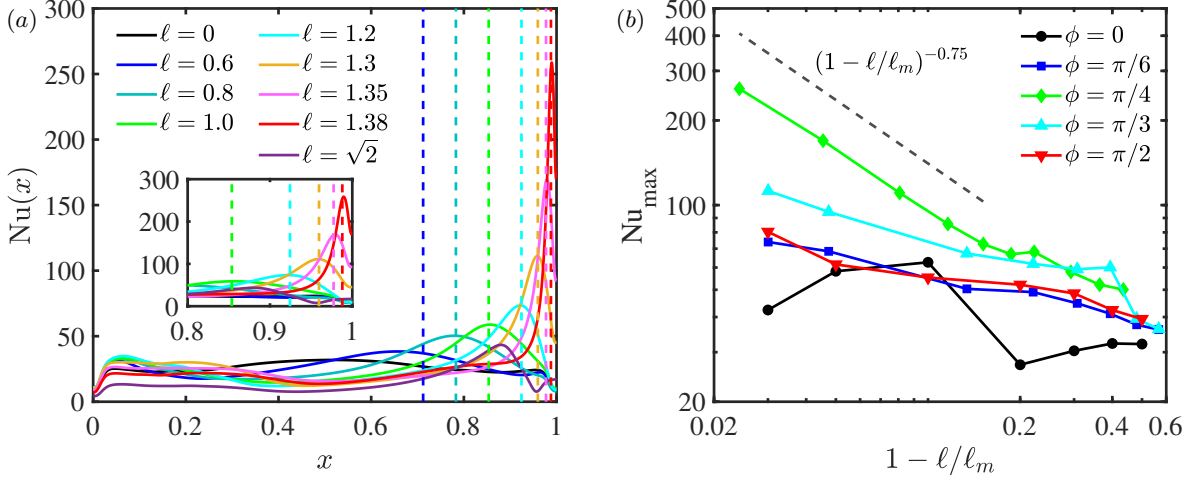 (a)
300
250
200
150
100
50
0
Nu(x)
0
0.2
0.4
0.6
0.8
1
x
ℓ = 0
ℓ = 0.6
ℓ = 0.8
ℓ = 1.0
ℓ = 1.2
ℓ = 1.3
ℓ = 1.35
ℓ = 1.38
ℓ = √2
300
200
100
0
0.8
0.9
1
(b)
500
400
300
200
100
20
Nu_max
0.02
0.2
0.4
0.6
1 − ℓ/ℓ_m
(1 − ℓ/ℓ_m)^−0.75
ϕ = 0
ϕ = π/6
ϕ = π/4
ϕ = π/3
ϕ = π/2